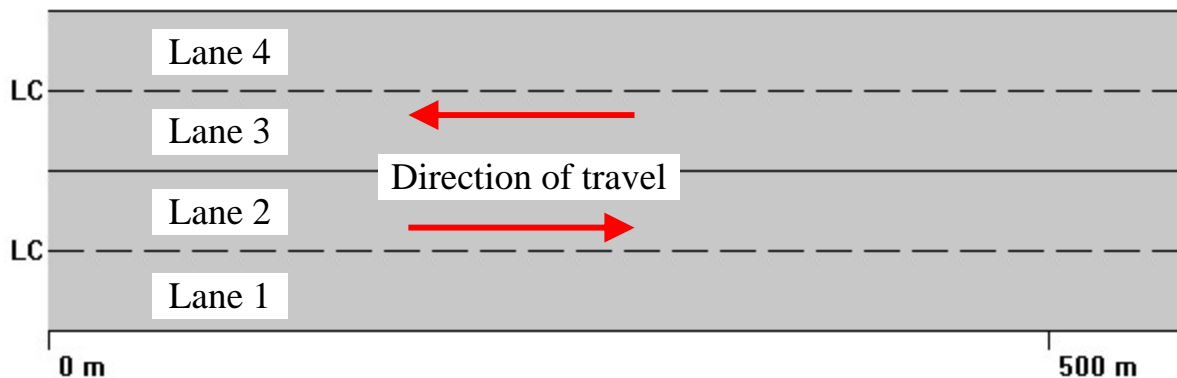 Lane 4
LC
Lane 3
Direction of travel
Lane 2
LC
Lane 1
0 m
500 m